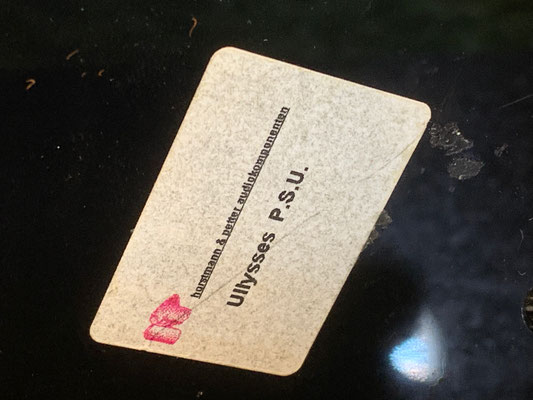 horstmann & petter audiokomponenten
Ullysses P.S.U.